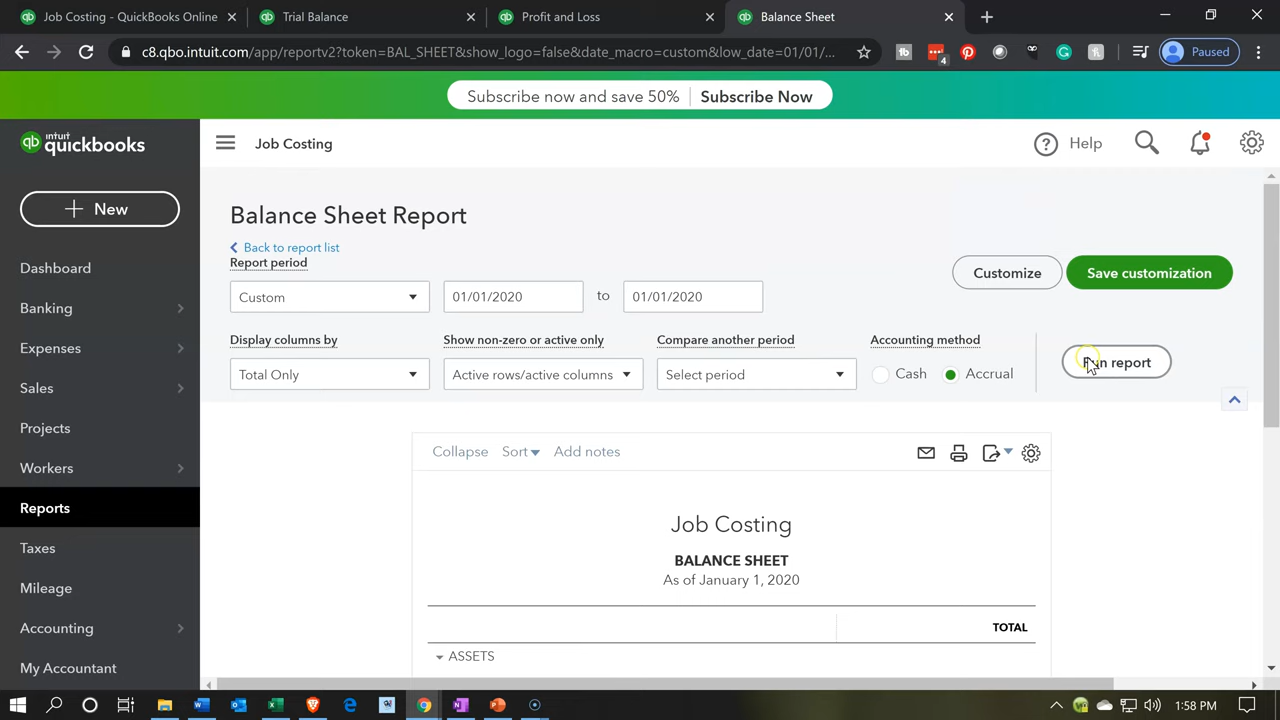 Job Costing - QuickBooks Online
Trial Balance
Profit and Loss
Balance Sheet
c8.qbo.intuit.com/app/reportv2?token=BAL_SHEET&show_logo=false&date_macro=custom&low_date=01/01/...
4
Paused
Subscribe now and save 50% Subscribe Now
intuit
quickbooks
Job Costing
Help
New
Balance Sheet Report
Back to report list
Report period
Customize
Save customization
Custom
01/01/2020
to
01/01/2020
Display columns by
Show non-zero or active only
Compare another period
Accounting method
Total Only
Active rows/active columns
Select period
Cash
Accrual
Run report
Dashboard
Banking
Expenses
Sales
Projects
Workers
Reports
Taxes
Mileage
Accounting
My Accountant
Collapse
Sort
Add notes
Job Costing
BALANCE SHEET
As of January 1, 2020
TOTAL
ASSETS
1:58 PM